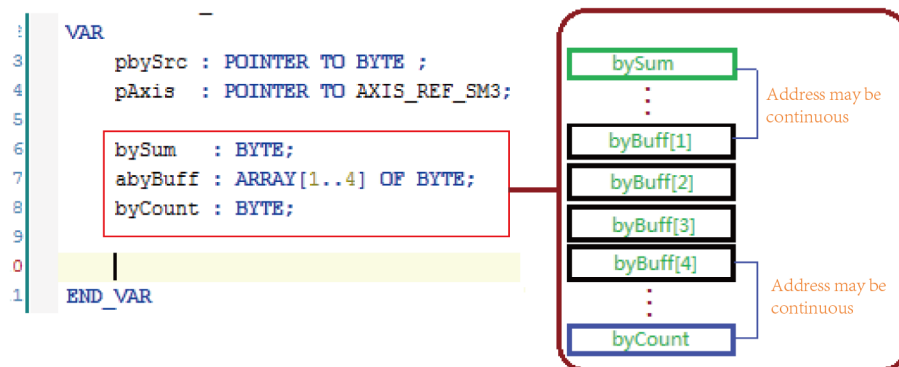 2
VAR
3
pbySrc : POINTER TO BYTE ;
4
pAxis : POINTER TO AXIS_REF_SM3;
5
6
bySum : BYTE;
7
abyBuff : ARRAY[1..4] OF BYTE;
8
byCount : BYTE;
9
0
1
END_VAR
bySum
byBuff[1]
byBuff[2]
byBuff[3]
byBuff[4]
byCount
Address may be
continuous
Address may be
continuous